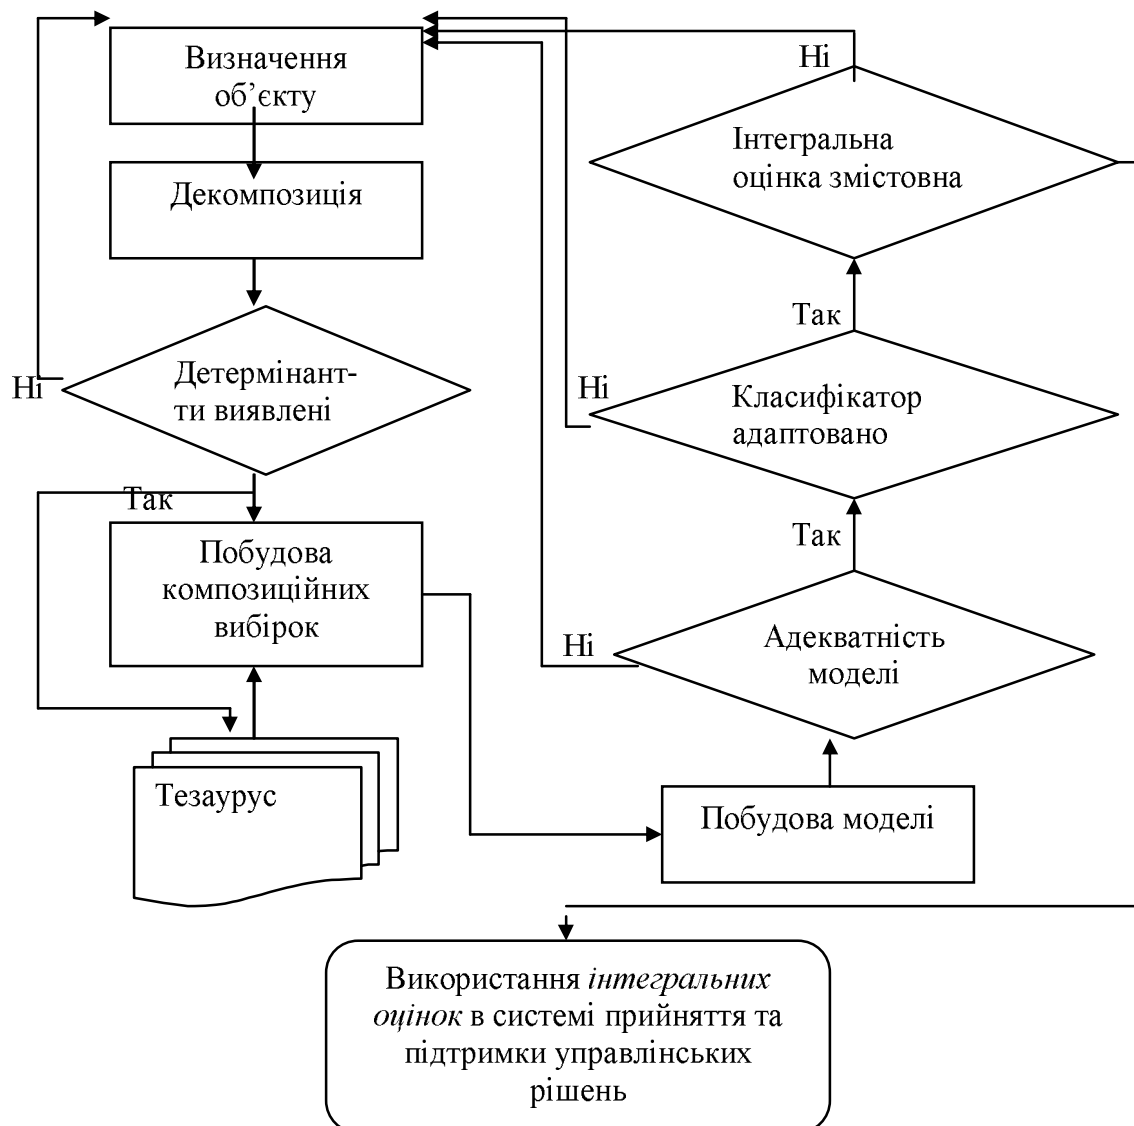 Визначення
об’єкту
Декомпозиція
Детермінант-
ти виявлені
Ні
Так
Побудова
композиційних
вибірок
Тезаурус
Ні
Інтегральна
оцінка змістовна
Так
Ні
Класифікатор
адаптовано
Так
Ні
Адекватність
моделі
Побудова моделі
Використання інтегральних
оцінок в системі прийняття та
підтримки управлінських
рішень